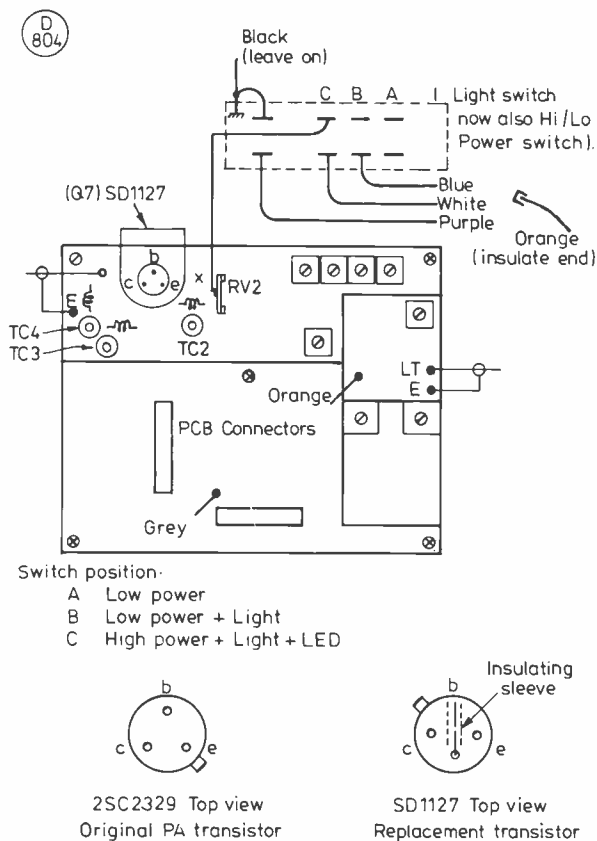 D
804
Black
(leave on)
C B A I
Light switch
now also Hi/Lo
Power switch).
Blue
White
Purple
Orange
(insulate end)
(Q7) SD1127
b
c e
x
RV2
E
TC4
TC3
TC2
LT
E
Orange
PCB Connectors
Grey
Switch position·
A Low power
B Low power + Light
C High power + Light + LED
b
c e
2SC2329 Top view
Original PA transistor
Insulating
sleeve
b
c e
SD1127 Top view
Replacement transistor